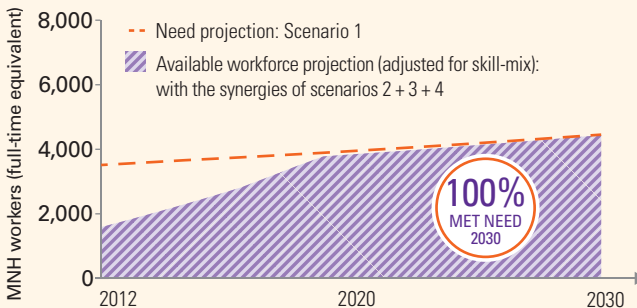 MNH workers (full-time equivalent)
8,000
6,000
4,000
2,000
0
Need projection: Scenario 1
Available workforce projection (adjusted for skill-mix):
with the synergies of scenarios 2 + 3 + 4
100%
MET NEED
2030
2012
2020
2030